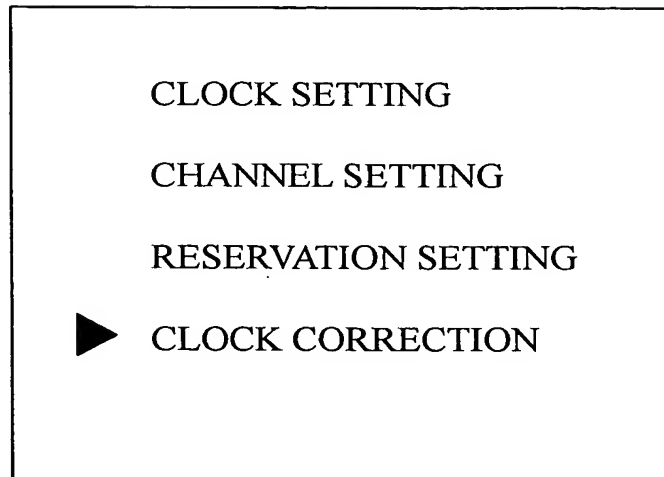 CLOCK SETTING
CHANNEL SETTING
RESERVATION SETTING
CLOCK CORRECTION